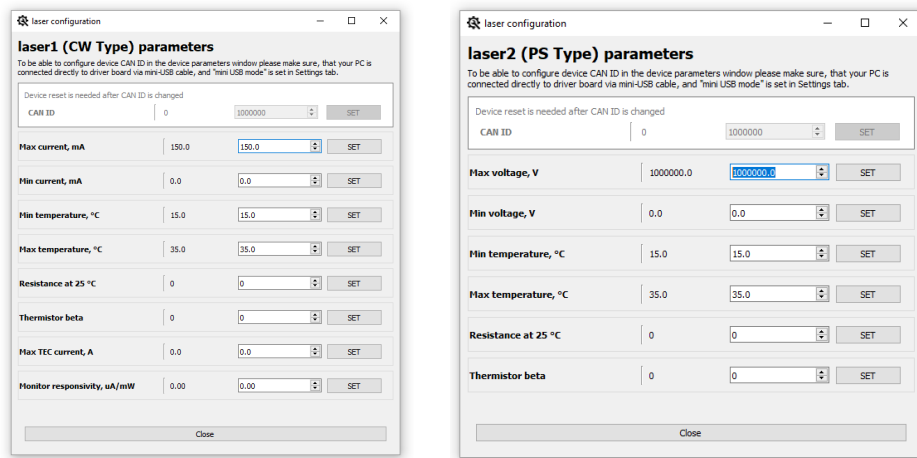 laser configuration
laser1 (CW Type) parameters
To be able to configure device CAN ID in the device parameters window please make sure, that your PC is
connected directly to driver board via mini-USB cable, and "mini USB mode" is set in Settings tab.
Device reset is needed after CAN ID is changed
CAN ID 0 1000000 SET
Max current, mA 150.0 150.0 SET
Min current, mA 0.0 0.0 SET
Min temperature, °C 15.0 15.0 SET
Max temperature, °C 35.0 35.0 SET
Resistance at 25 °C 0 0 SET
Thermistor beta 0 0 SET
Max TEC current, A 0.0 0.0 SET
Monitor responsivity, uA/mW 0.00 0.00 SET
Close
laser configuration
laser2 (PS Type) parameters
To be able to configure device CAN ID in the device parameters window please make sure, that your PC is
connected directly to driver board via mini-USB cable, and "mini USB mode" is set in Settings tab.
Device reset is needed after CAN ID is changed
CAN ID 0 1000000 SET
Max voltage, V 1000000.0 1000000.0 SET
Min voltage, V 0.0 0.0 SET
Min temperature, °C 15.0 15.0 SET
Max temperature, °C 35.0 35.0 SET
Resistance at 25 °C 0 0 SET
Thermistor beta 0 0 SET
Close